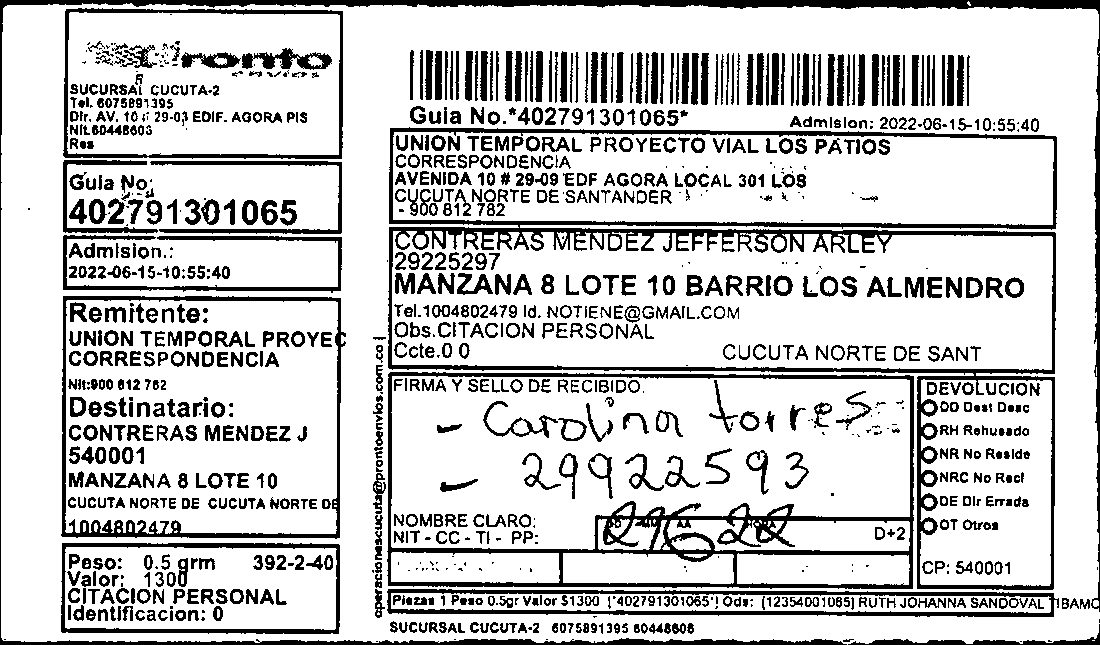 Pronto
envios
SUCURSAL CUCUTA-2
Tel. 6075891395
Dir. AV. 10 # 29-03 EDIF. AGORA PIS
Nit.60448603
Res
Guia No:
402791301065
Admision.:
2022-06-15-10:55:40
Remitente:
UNION TEMPORAL PROYEC
CORRESPONDENCIA
Nit:900 812 782
Destinatario:
CONTRERAS MENDEZ J
540001
MANZANA 8 LOTE 10
CUCUTA NORTE DE CUCUTA NORTE DE
1004802479
Peso: 0.5 grm 392-2-40
Valor: 1300
CITACION PERSONAL
Identificacion: 0
Guia No.*402791301065*
Admision: 2022-06-15-10:55:40
UNION TEMPORAL PROYECTO VIAL LOS PATIOS
CORRESPONDENCIA
AVENIDA 10 # 29-09 EDF AGORA LOCAL 301 LOS
CUCUTA NORTE DE SANTANDER
- 900 812 782
CONTRERAS MENDEZ JEFFERSON ARLEY
29225297
MANZANA 8 LOTE 10 BARRIO LOS ALMENDRO
Tel.1004802479 Id. NOTIENE@GMAIL.COM
Obs.CITACION PERSONAL
Ccte.0 0 CUCUTA NORTE DE SANT
operacionescucuta@prontoenvios.com.co |
FIRMA Y SELLO DE RECIBIDO:
- Carolina torres
- 29922593
NOMBRE CLARO:
NIT - CC - TI - PP:
AA HORA
D+2
DEVOLUCION
DD Dest Desc
RH Rehusado
NR No Reside
NRC No Recl
DE Dir Errada
OT Otros
CP: 540001
Piezas 1 Peso 0.5gr Valor $1300 [*402791301065*] Ods: [12354001065] RUTH JOHANNA SANDOVAL TIBAMO
SUCURSAL CUCUTA-2 6075891395 60448603